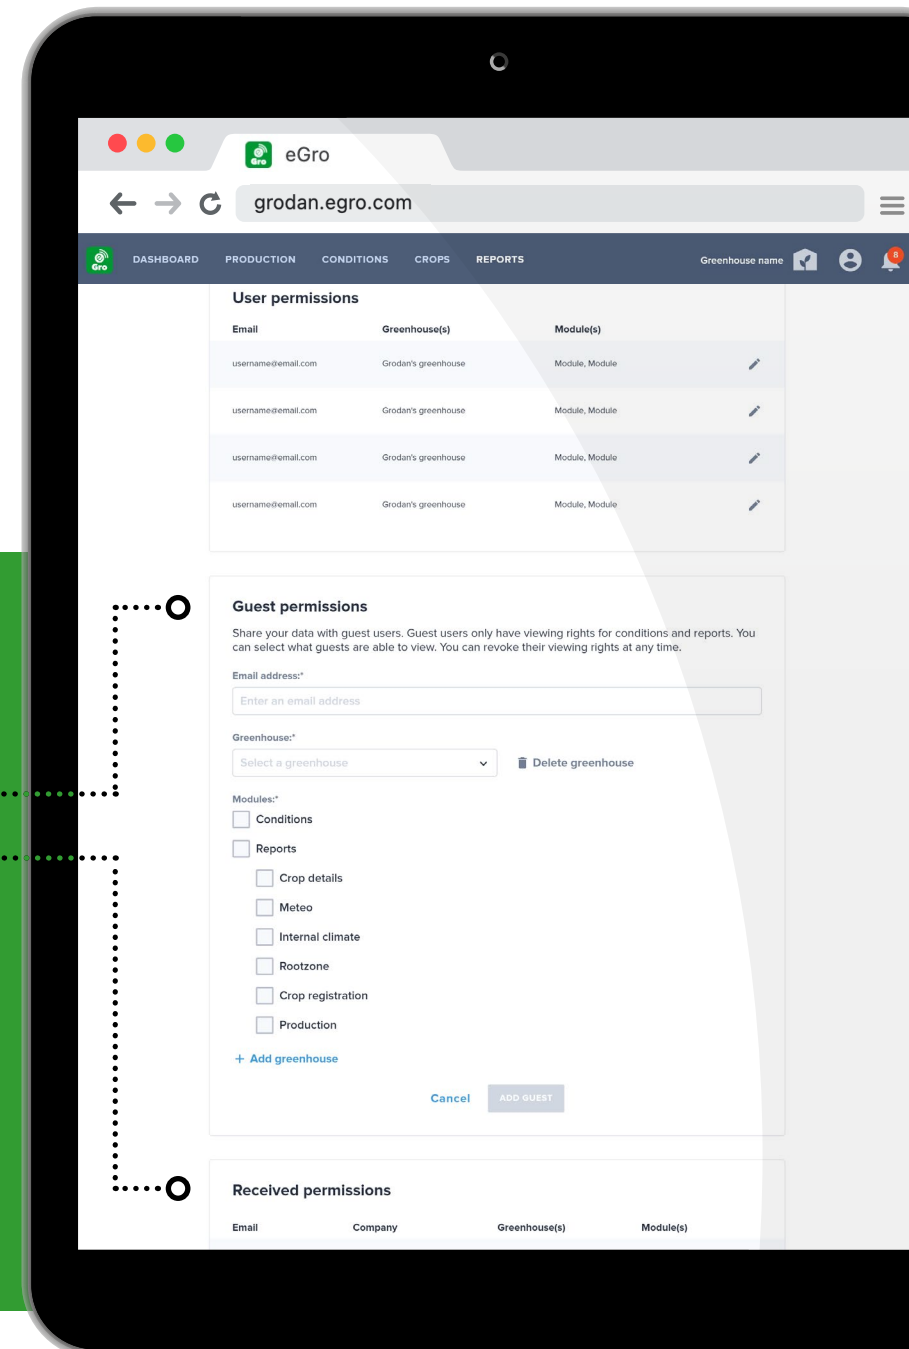 eGro
grodan.egro.com
Gro
DASHBOARD PRODUCTION CONDITIONS CROPS REPORTS Greenhouse name 8
User permissions
Email Greenhouse(s) Module(s)
username@email.com Grodan's greenhouse Module, Module
username@email.com Grodan's greenhouse Module, Module
username@email.com Grodan's greenhouse Module, Module
username@email.com Grodan's greenhouse Module, Module
Guest permissions
Share your data with guest users. Guest users only have viewing rights for conditions and reports. You
can select what guests are able to view. You can revoke their viewing rights at any time.
Email address:*
Enter an email address
Greenhouse:*
Select a greenhouse Delete greenhouse
Modules:*
Conditions
Reports
Crop details
Meteo
Internal climate
Rootzone
Crop registration
Production
+ Add greenhouse
Cancel ADD GUEST
Received permissions
Email Company Greenhouse(s) Module(s)